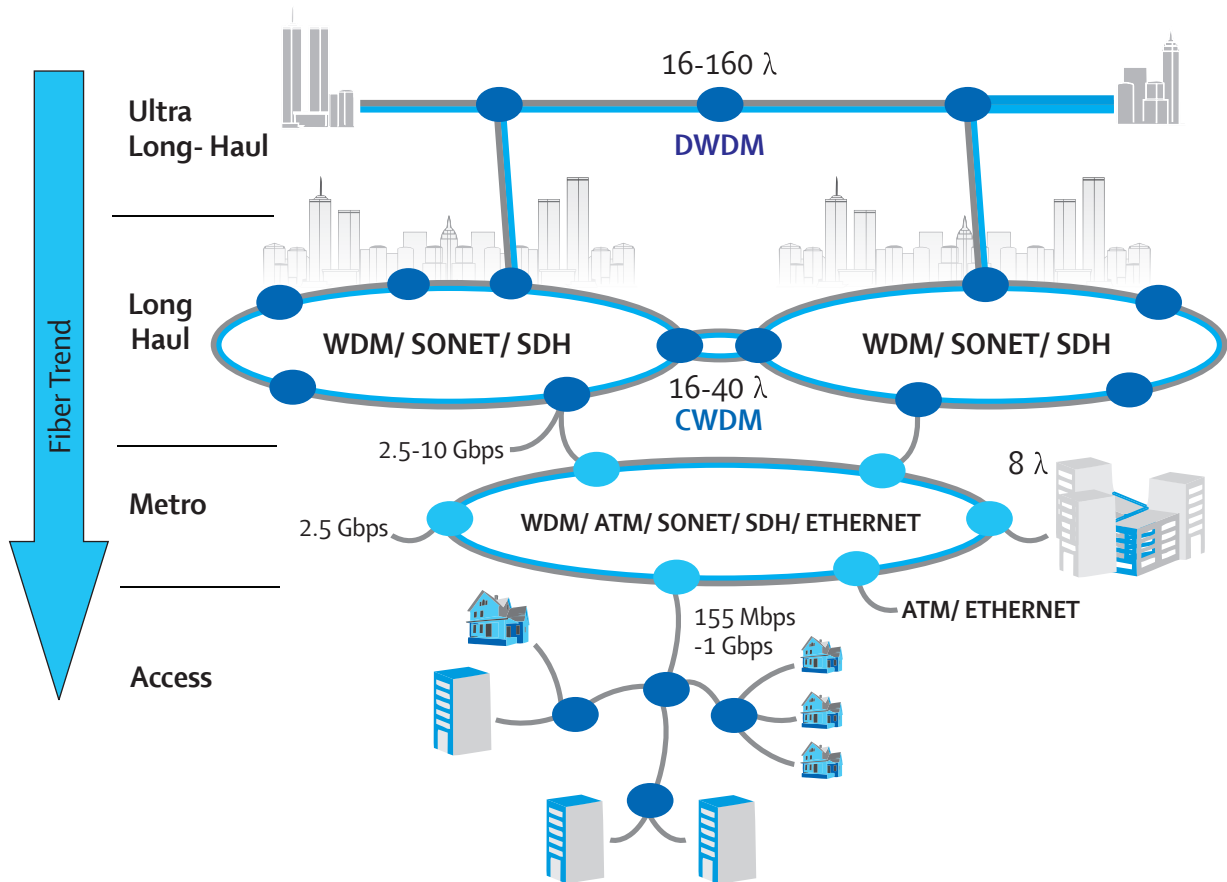 16-160 λ
Ultra
Long- Haul
DWDM
Fiber Trend
Long
Haul
WDM/ SONET/ SDH
WDM/ SONET/ SDH
16-40 λ
CWDM
2.5-10 Gbps
8 λ
Metro
WDM/ ATM/ SONET/ SDH/ ETHERNET
2.5 Gbps
ATM/ ETHERNET
155 Mbps
-1 Gbps
Access